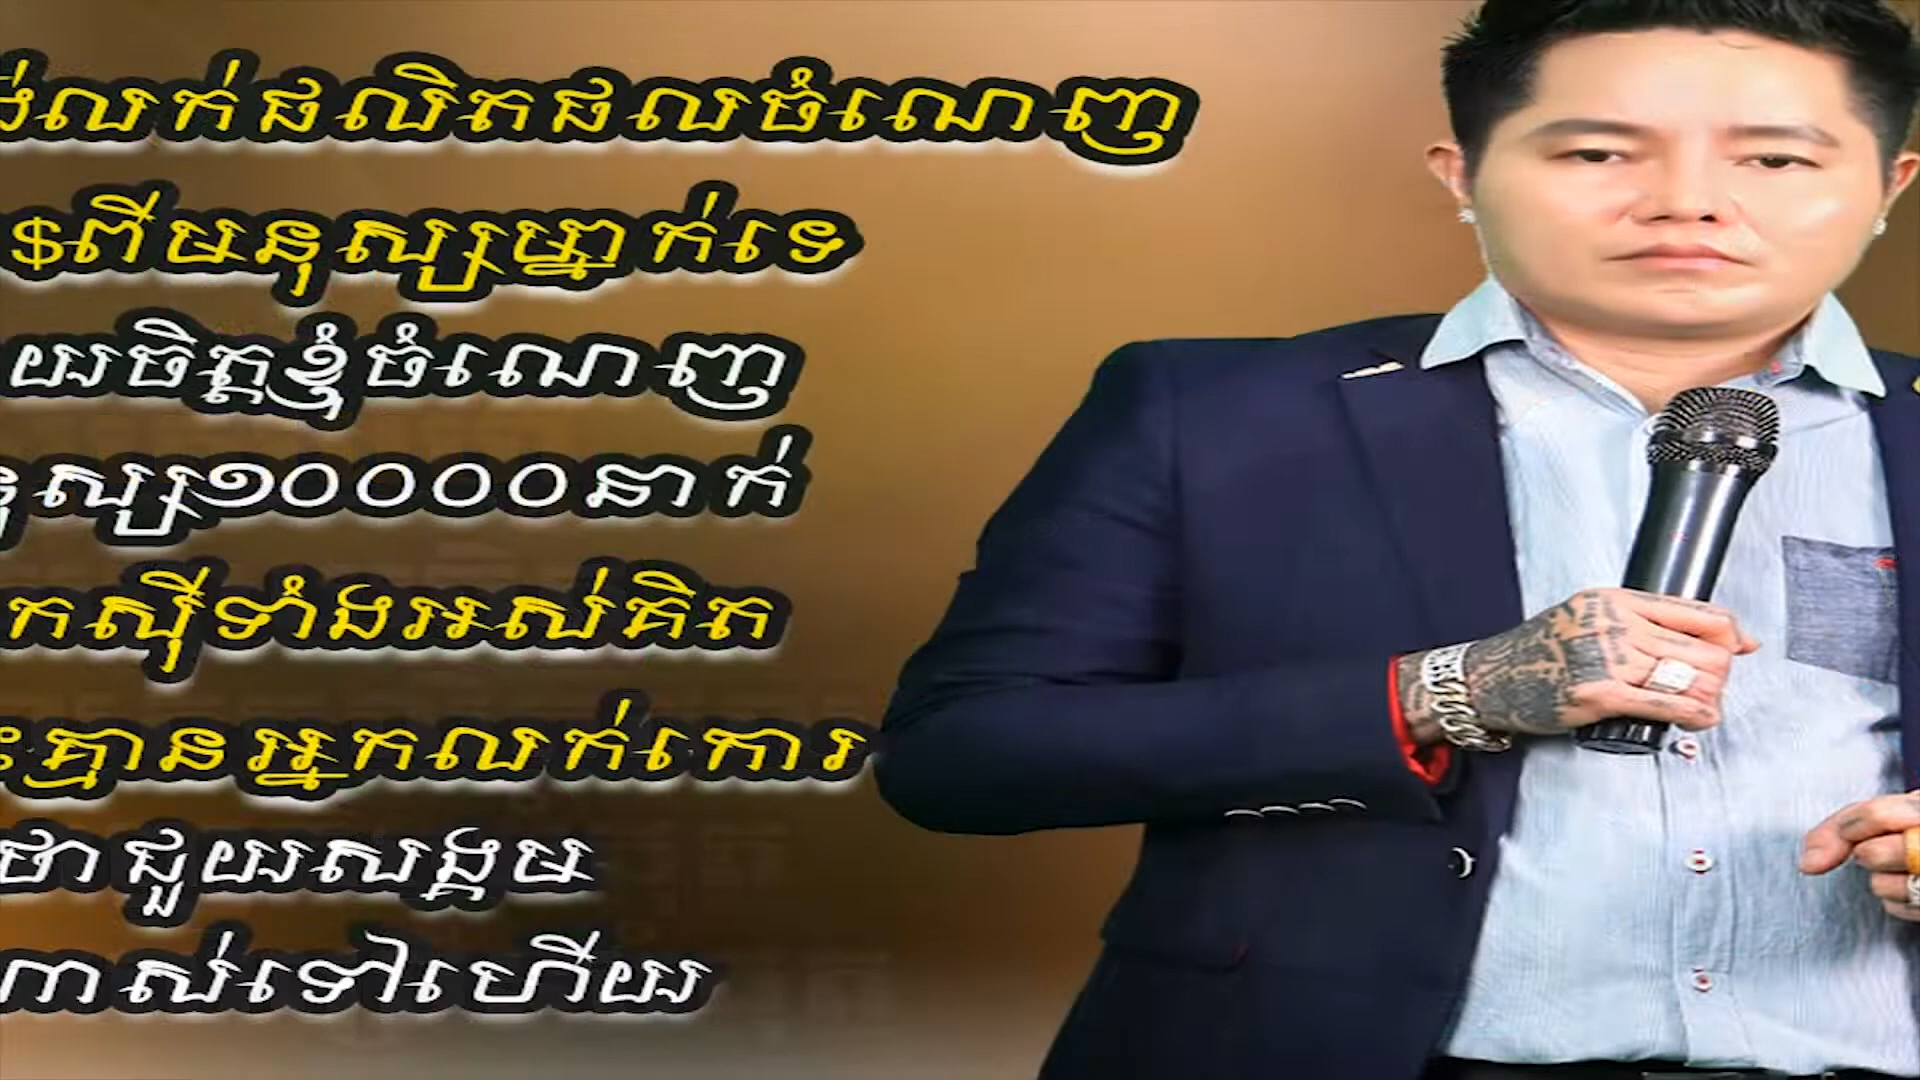 លក់ផលិតផលចំណេញ
$ពីមនុស្សម្នាក់ទេ
យចិត្តខ្ញុំចំណេញ
នុស្ស១០០០០នាក់
កស៊ីទាំងអស់គិត
ះគ្មានអ្នកលក់កោរ
ថាជួយសង្គម
ណាស់ទៅហើយ